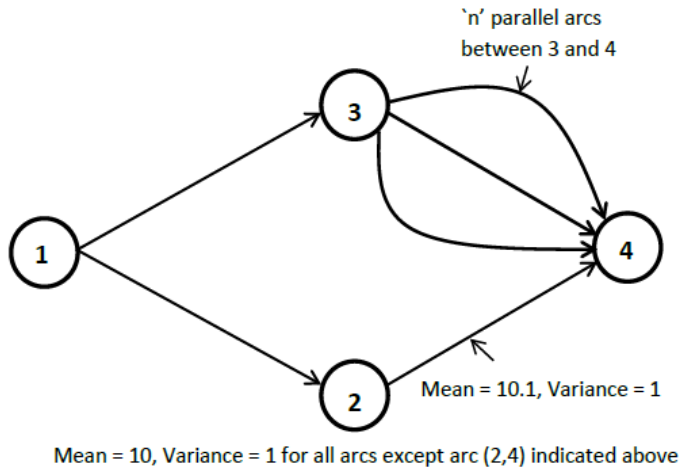 `n’ parallel arcs
between 3 and 4
3
1
4
2
Mean = 10.1, Variance = 1
Mean = 10, Variance = 1 for all arcs except arc (2,4) indicated above